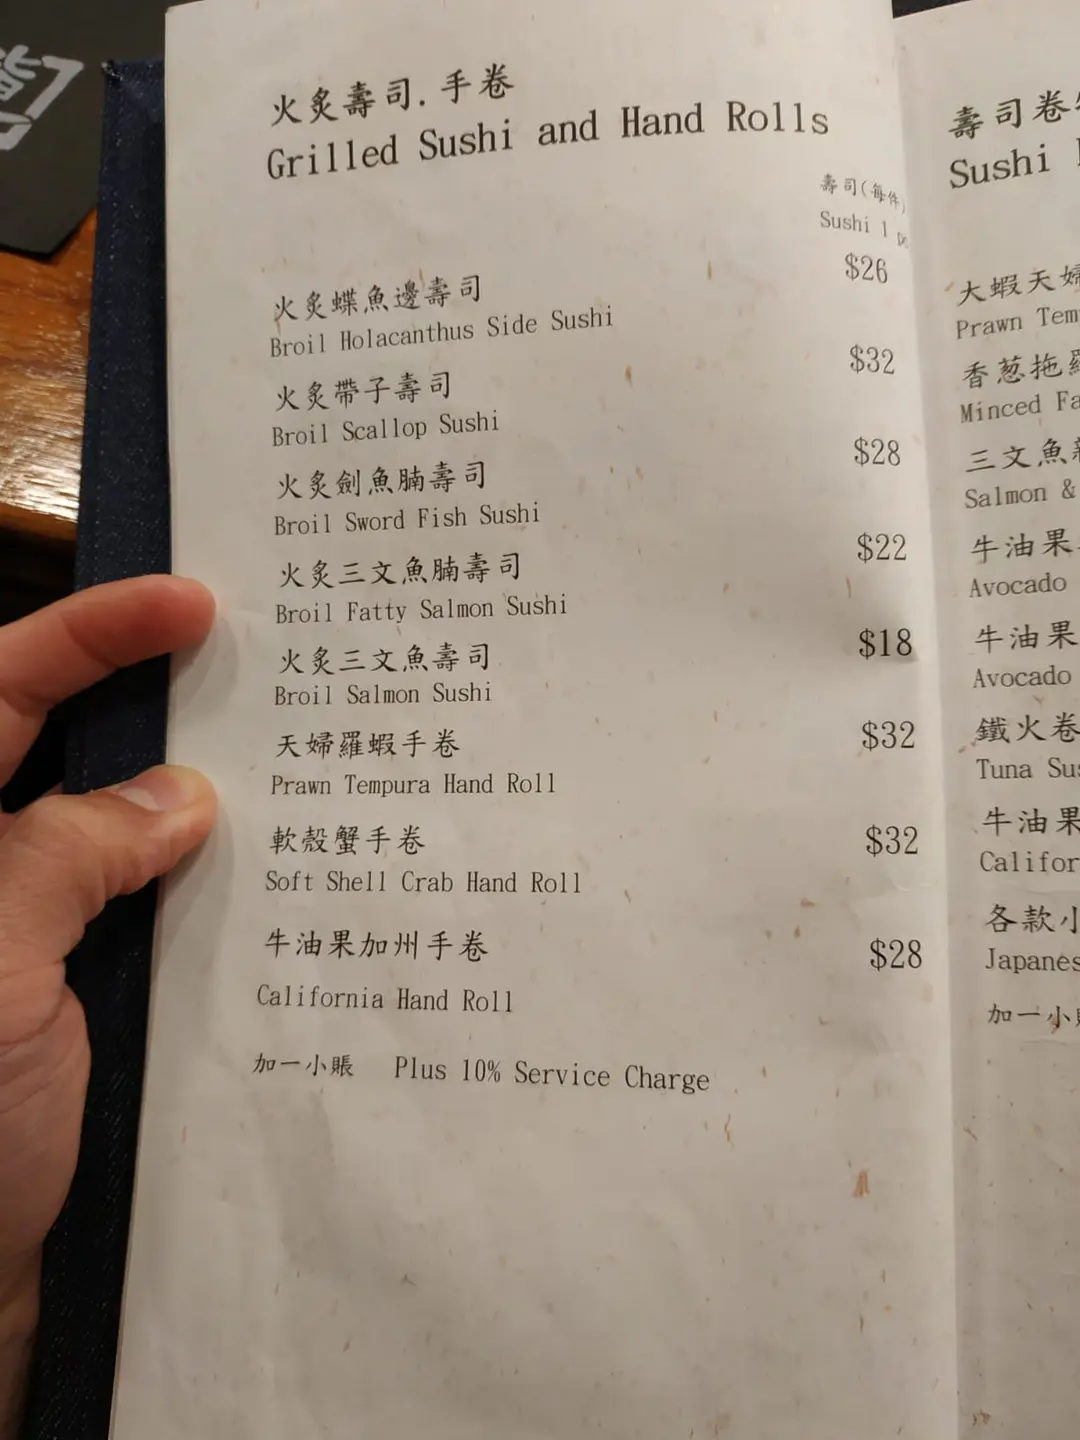 火炙壽司.手卷
Grilled Sushi and Hand Rolls
壽司(每件)
Sushi 1
火炙蝶魚邊壽司 $26
Broil Holacanthus Side Sushi
火炙帶子壽司 $32
Broil Scallop Sushi
火炙劍魚腩壽司 $28
Broil Sword Fish Sushi
火炙三文魚腩壽司 $22
Broil Fatty Salmon Sushi
火炙三文魚壽司 $18
Broil Salmon Sushi
天婦羅蝦手卷 $32
Prawn Tempura Hand Roll
軟殼蟹手卷 $32
Soft Shell Crab Hand Roll
牛油果加州手卷 $28
California Hand Roll
加一小賬 Plus 10% Service Charge
壽司卷
Sushi
大蝦天婦
Prawn
香葱拖羅
Minced
三文魚
Salmon &
牛油果
Avocado
牛油果
Avocado
鐵火卷
Tuna
牛油果
各款小
加一小